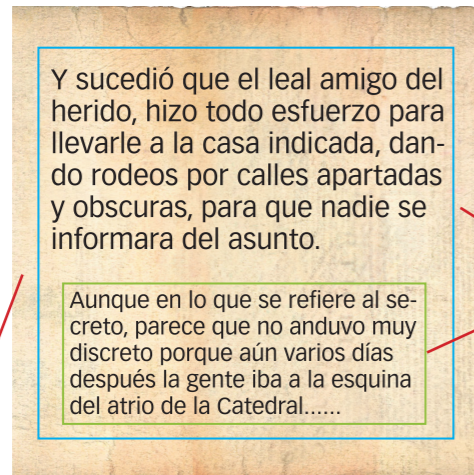 Y sucedió que el leal amigo del
herido, hizo todo esfuerzo para
llevarle a la casa indicada, dan-
do rodeos por calles apartadas
y obscuras, para que nadie se
informara del asunto.
Aunque en lo que se refiere al se-
creto, parece que no anduvo muy
discreto porque aún varios días
después la gente iba a la esquina
del atrio de la Catedral......